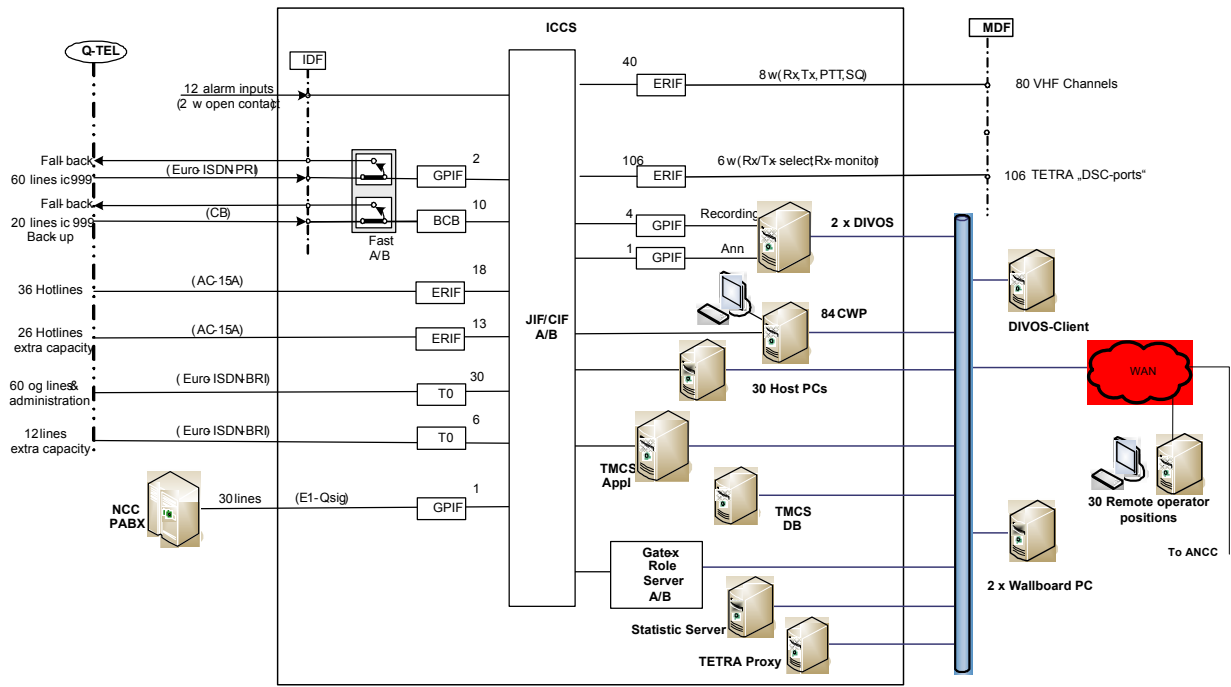 ICCS
MDF
Q-TEL
IDF
40
8 w (Rx, Tx, PTT, SQ)
ERIF
80 VHF Channels
12 alarm inputs
(2 w open contact)
Fall-back
60 lines ic999
(Euro-ISDN-PRI)
2
GPIF
Fall-back
20 lines ic 999
Back-up
(CB)
10
BCB
Fast
A/B
106
6 w (Rx/Tx-select, Rx-monitor)
ERIF
106 TETRA „DSC-ports“
4
GPIF
Recording
2 x DIVOS
1
GPIF
Ann
36 Hotlines
(AC-15A)
18
ERIF
26 Hotlines
extra capacity
(AC-15A)
13
ERIF
JIF/CIF
A/B
84 CWP
DIVOS-Client
30 Host PCs
WAN
60 og lines &
administration
(Euro-ISDN-BRI)
30
T0
12 lines
extra capacity
(Euro-ISDN-BRI)
6
T0
TMCS
Appl
NCC
PABX
30 lines
(E1-Qsig)
1
GPIF
TMCS
DB
30 Remote operator
positions
To ANCC
Gate-x
Role
Server
A/B
2 x Wallboard PC
Statistic Server
TETRA Proxy